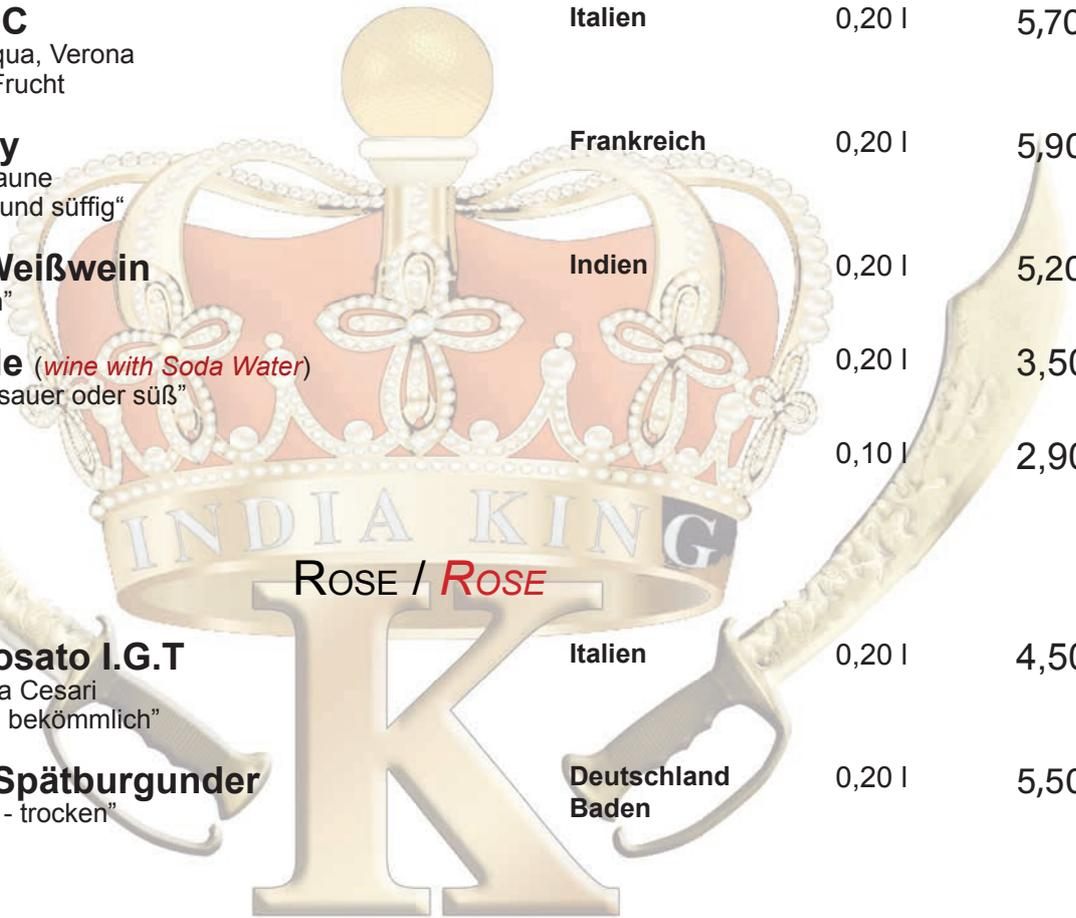 C Italien 0,20 l 5,70
qua, Verona
Frucht
y Frankreich 0,20 l 5,90
aune
und süffig“
Weißwein Indien 0,20 l 5,20
”
le (wine with Soda Water) 0,20 l 3,50
sauer oder süß”
0,10 l 2,90
INDIA KING
ROSE / ROSE
K
osato I.G.T Italien 0,20 l 4,50
a Cesari
bekömmlich”
Spätburgunder Deutschland 0,20 l 5,50
- trocken” Baden